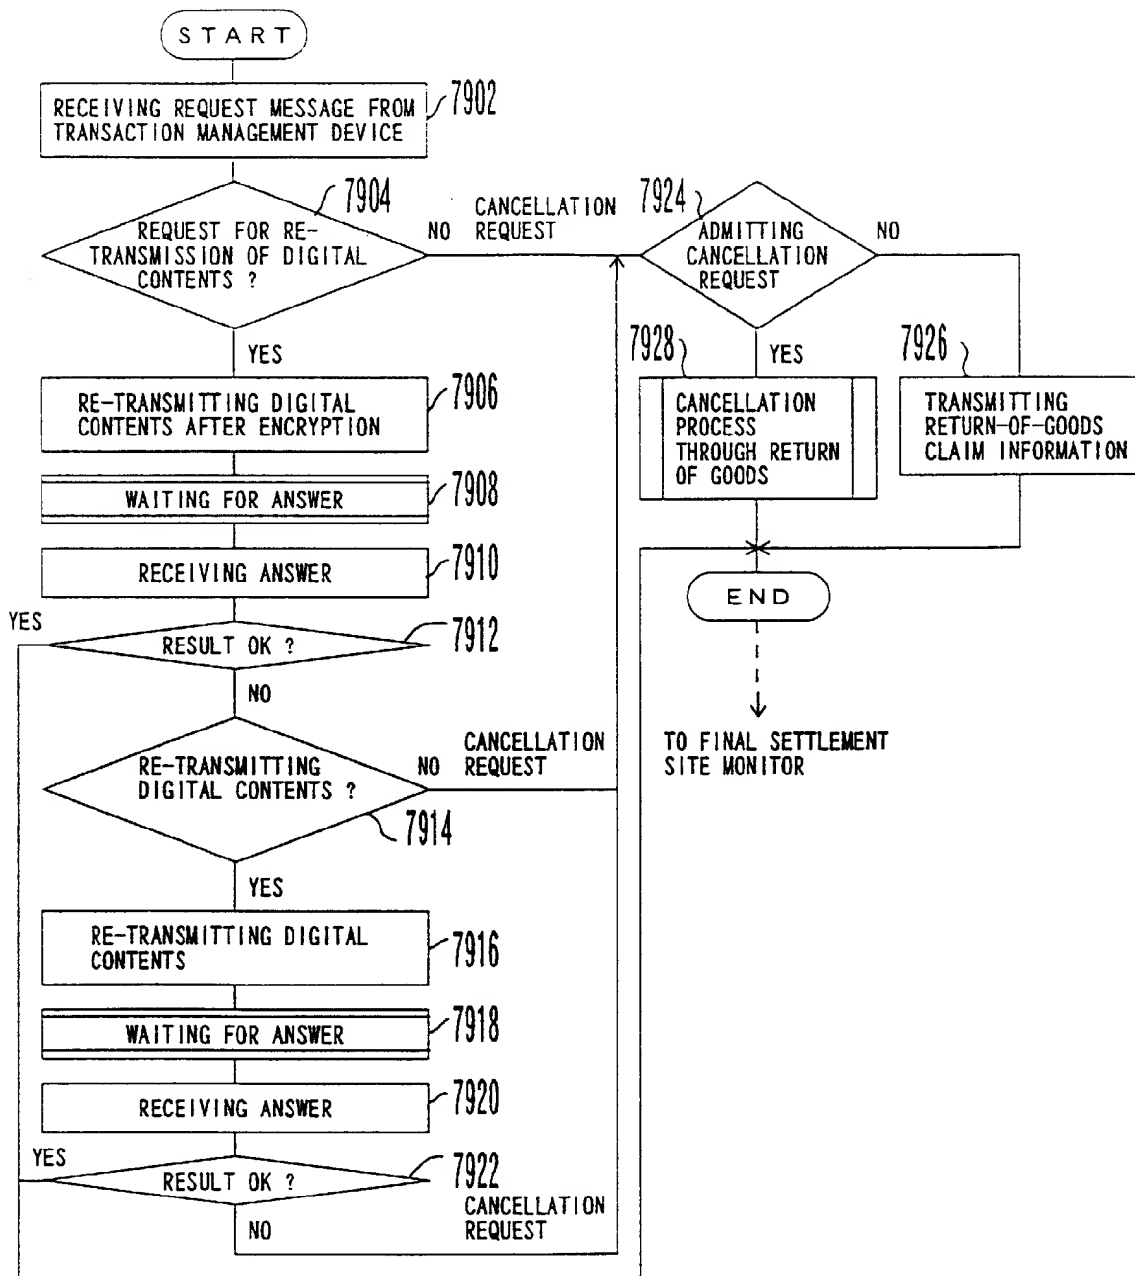 START
RECEIVING REQUEST MESSAGE FROM
TRANSACTION MANAGEMENT DEVICE
7902
REQUEST FOR RE-
TRANSMISSION OF DIGITAL
CONTENTS ?
7904
NO
CANCELLATION
REQUEST
YES
RE-TRANSMITTING DIGITAL
CONTENTS AFTER ENCRYPTION
7906
WAITING FOR ANSWER
7908
RECEIVING ANSWER
7910
YES
RESULT OK ?
7912
NO
RE-TRANSMITTING
DIGITAL CONTENTS ?
NO
CANCELLATION
REQUEST
7914
YES
RE-TRANSMITTING DIGITAL
CONTENTS
7916
WAITING FOR ANSWER
7918
RECEIVING ANSWER
7920
YES
RESULT OK ?
7922
NO
CANCELLATION
REQUEST
7924
ADMITTING
CANCELLATION
REQUEST
NO
YES
7928
CANCELLATION
PROCESS
THROUGH RETURN
OF GOODS
7926
TRANSMITTING
RETURN-OF-GOODS
CLAIM INFORMATION
END
TO FINAL SETTLEMENT
SITE MONITOR